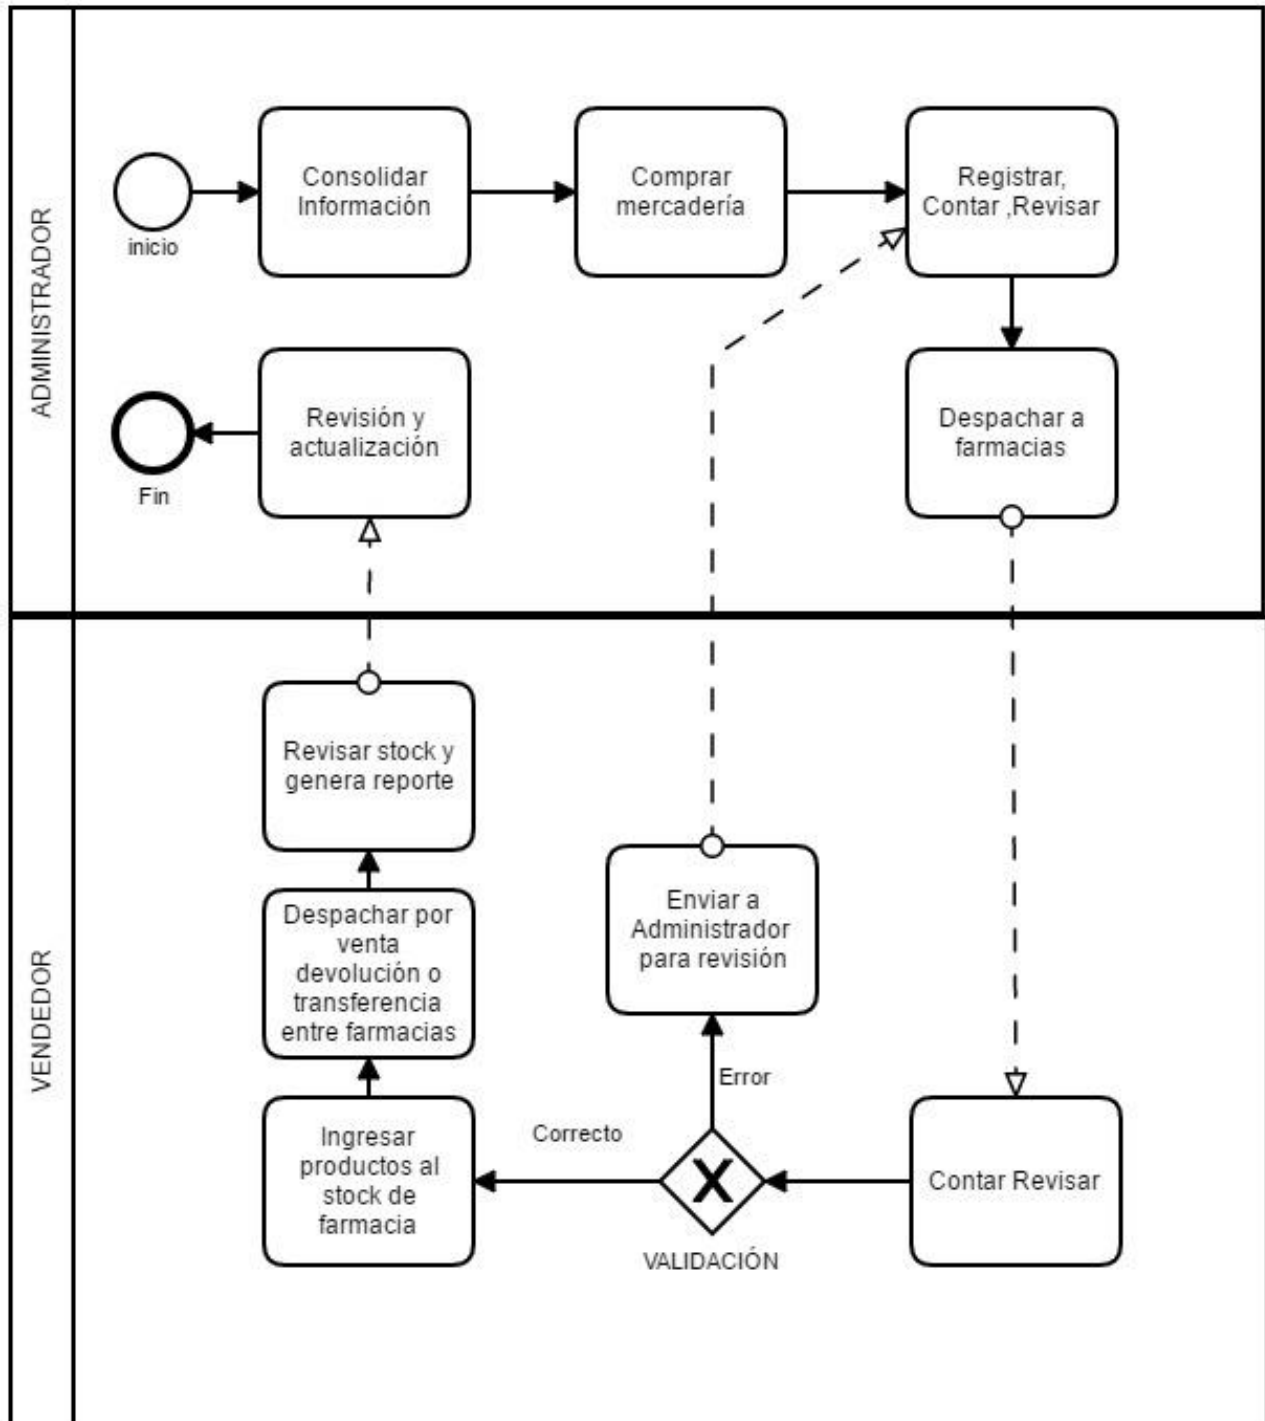 ADMINISTRADOR
inicio
Consolidar
Información
Comprar
mercadería
Registrar,
Contar ,Revisar
Fin
Revisión y
actualización
Despachar a
farmacias
VENDEDOR
Revisar stock y
genera reporte
Despachar por
venta
devolución o
transferencia
entre farmacias
Enviar a
Administrador
para revisión
Error
Correcto
Ingresar
productos al
stock de
farmacia
X
VALIDACIÓN
Contar Revisar